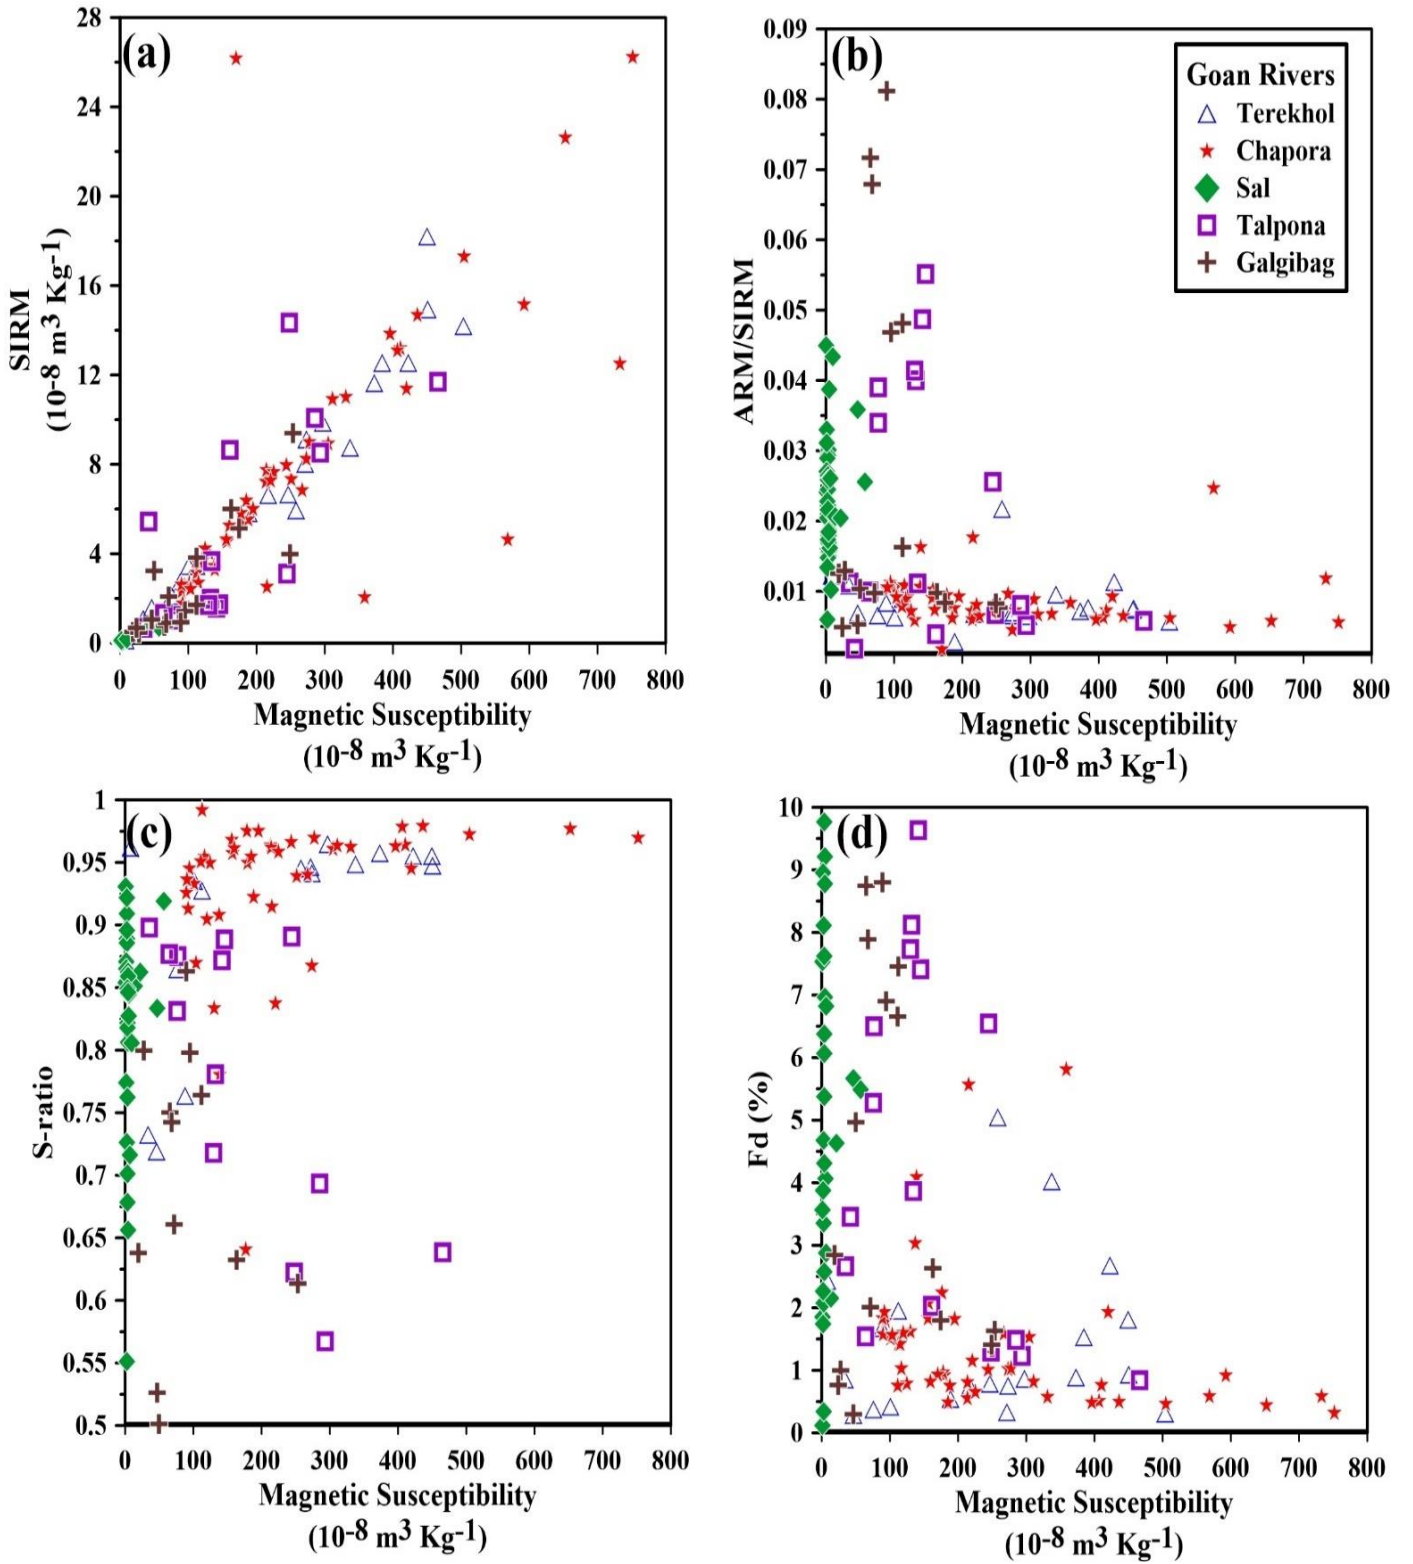 (a)
28
24
20
16
12
8
4
0
SIRM
(10-8 m3 Kg-1)
0 100 200 300 400 500 600 700 800
Magnetic Susceptibility
(10-8 m3 Kg-1)
(b)
0.09
0.08
0.07
0.06
0.05
0.04
0.03
0.02
0.01
ARM/SIRM
Goan Rivers
Terekhol
Chapora
Sal
Talpona
Galgibag
0 100 200 300 400 500 600 700 800
Magnetic Susceptibility
(10-8 m3 Kg-1)
(c)
1
0.95
0.9
0.85
0.8
0.75
0.7
0.65
0.6
0.55
0.5
S-ratio
0 100 200 300 400 500 600 700 800
Magnetic Susceptibility
(10-8 m3 Kg-1)
(d)
10
9
8
7
6
5
4
3
2
1
0
Fd (%)
0 100 200 300 400 500 600 700 800
Magnetic Susceptibility
(10-8 m3 Kg-1)